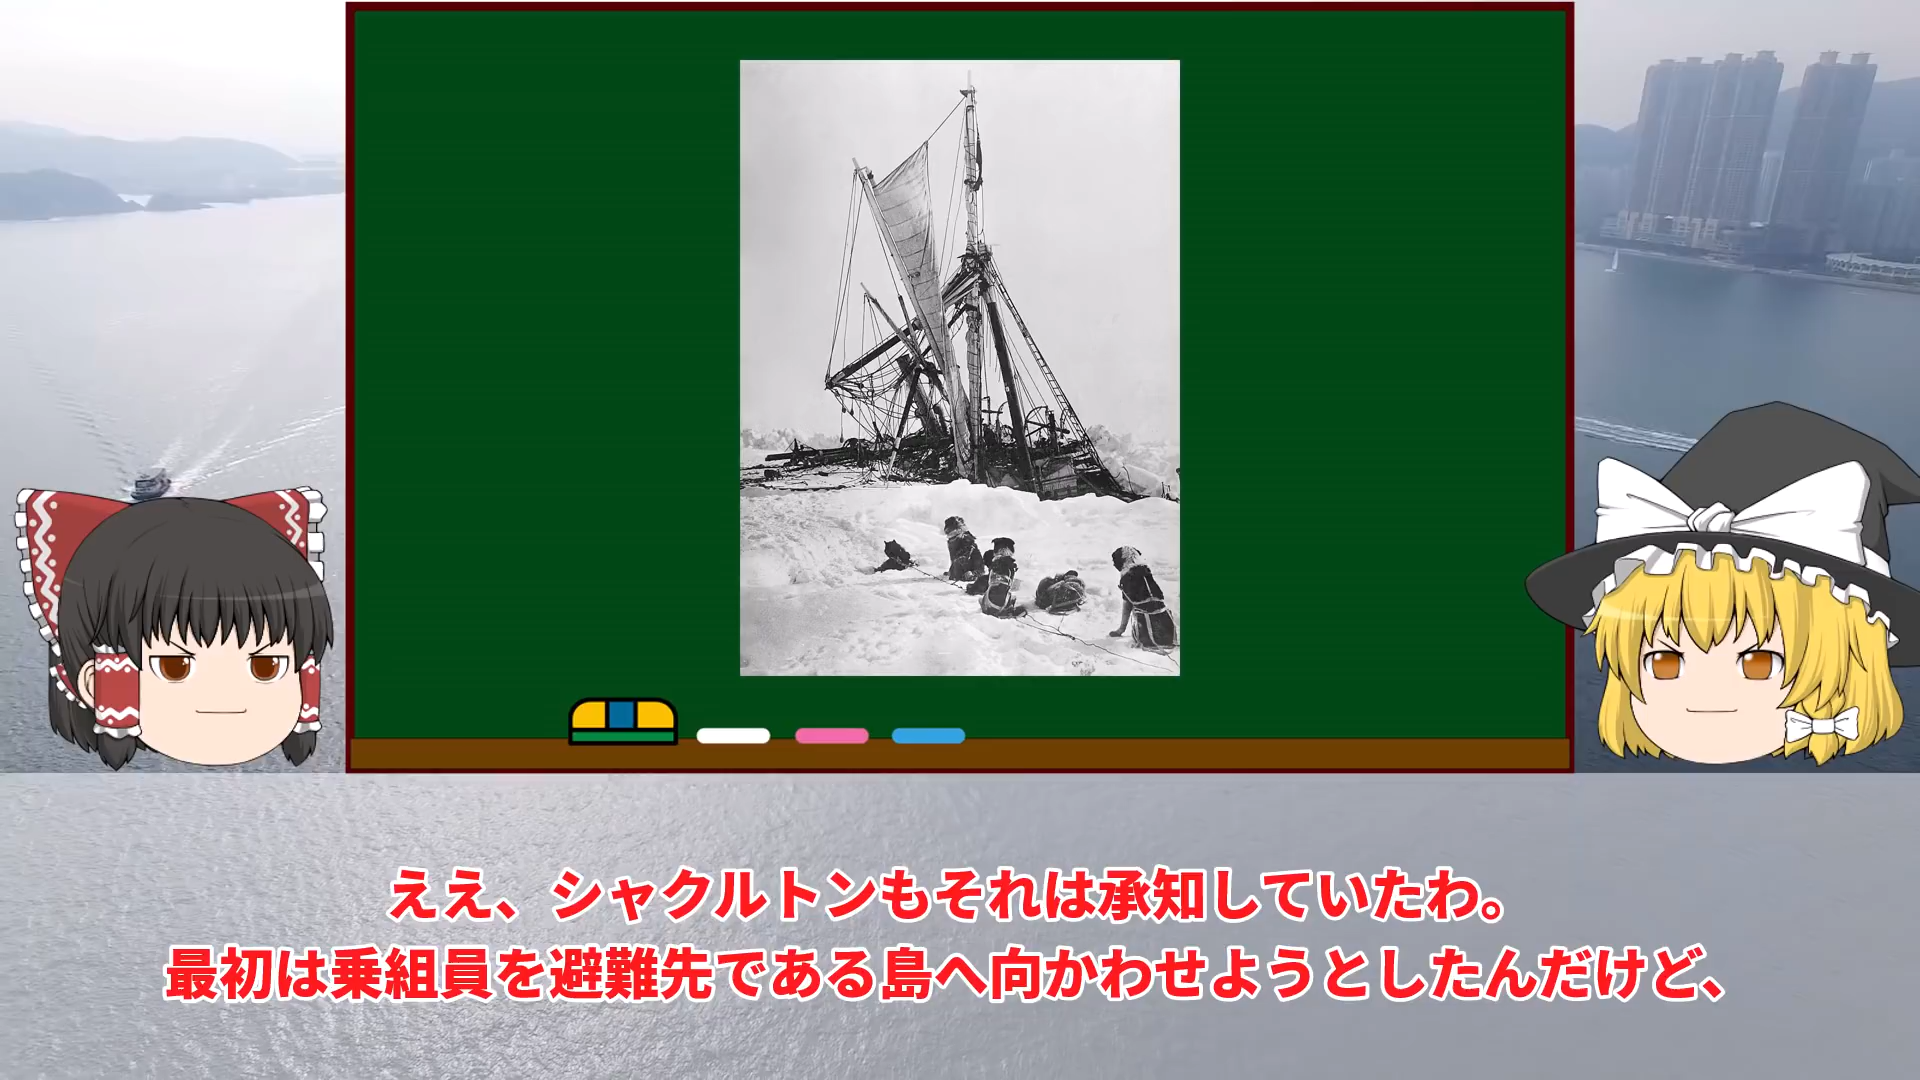 ええ、シャクルトンもそれは承知していたわ。
最初は乗組員を避難先である島へ向かわせようとしたんだけど、